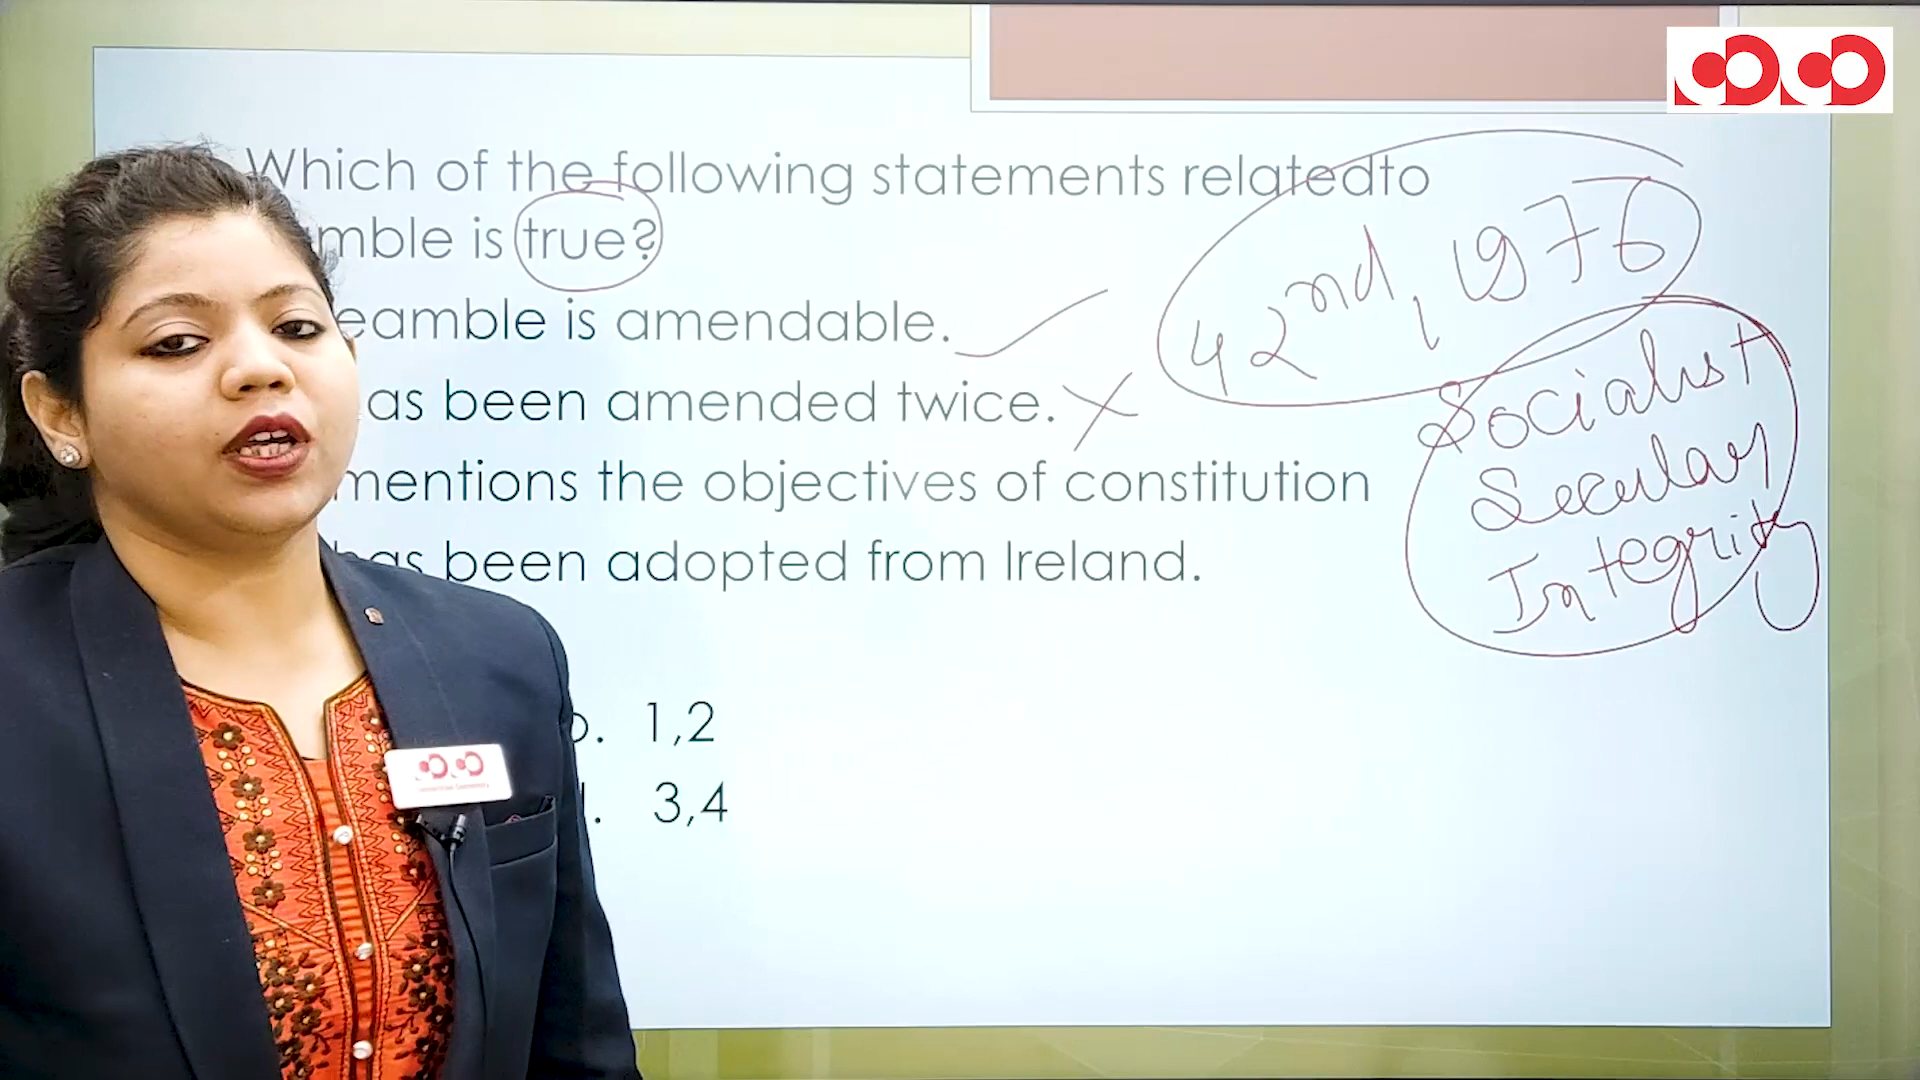 Which of the following statements relatedto
mble is true?
eamble is amendable.
as been amended twice.
mentions the objectives of constitution
has been adopted from Ireland.
b. 1,2
. 3,4
42nd, 1976
Socialist
Secular
Integrity